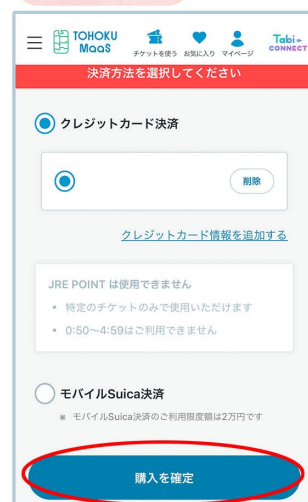 TOHOKU MaaS
チケットを使う お気に入り マイページ
Tabi- CONNECT
決済方法を選択してください
クレジットカード決済
削除
クレジットカード情報を追加する
JRE POINT は使用できません
• 特定のチケットのみで使用いただけます
• 0:50～4:59はご利用できません
モバイルSuica決済
※ モバイルSuica決済のご利用限度額は2万円です
購入を確定